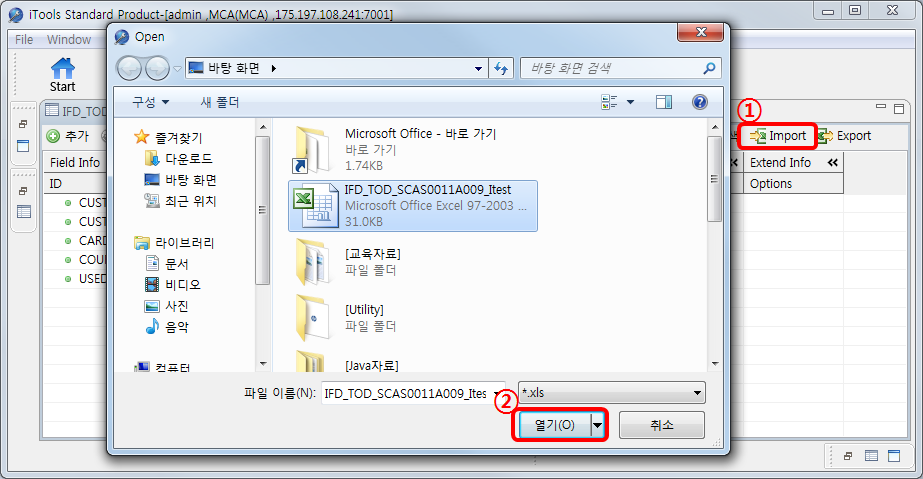 iTools Standard Product-[admin ,MCA(MCA) ,175.197.108.241:7001]
File Window
Start
IFD_TO
추가
Field Info
ID
CUST
CUST
CARD
COU
USED
①
Import
Export
Extend Info
Options
Open
바탕 화면
바탕 화면 검색
구성
새 폴더
즐겨찾기
다운로드
바탕 화면
최근 위치
라이브러리
문서
비디오
사진
음악
컴퓨터
Microsoft Office - 바로 가기
바로 가기
1.74KB
IFD_TOD_SCAS0011A009_Itest
Microsoft Office Excel 97-2003 ...
31.0KB
[교육자료]
파일 폴더
[Utility]
파일 폴더
[Java자료]
파일 이름(N):
IFD_TOD_SCAS0011A009_Ites
*.xls
②
열기(O)
취소